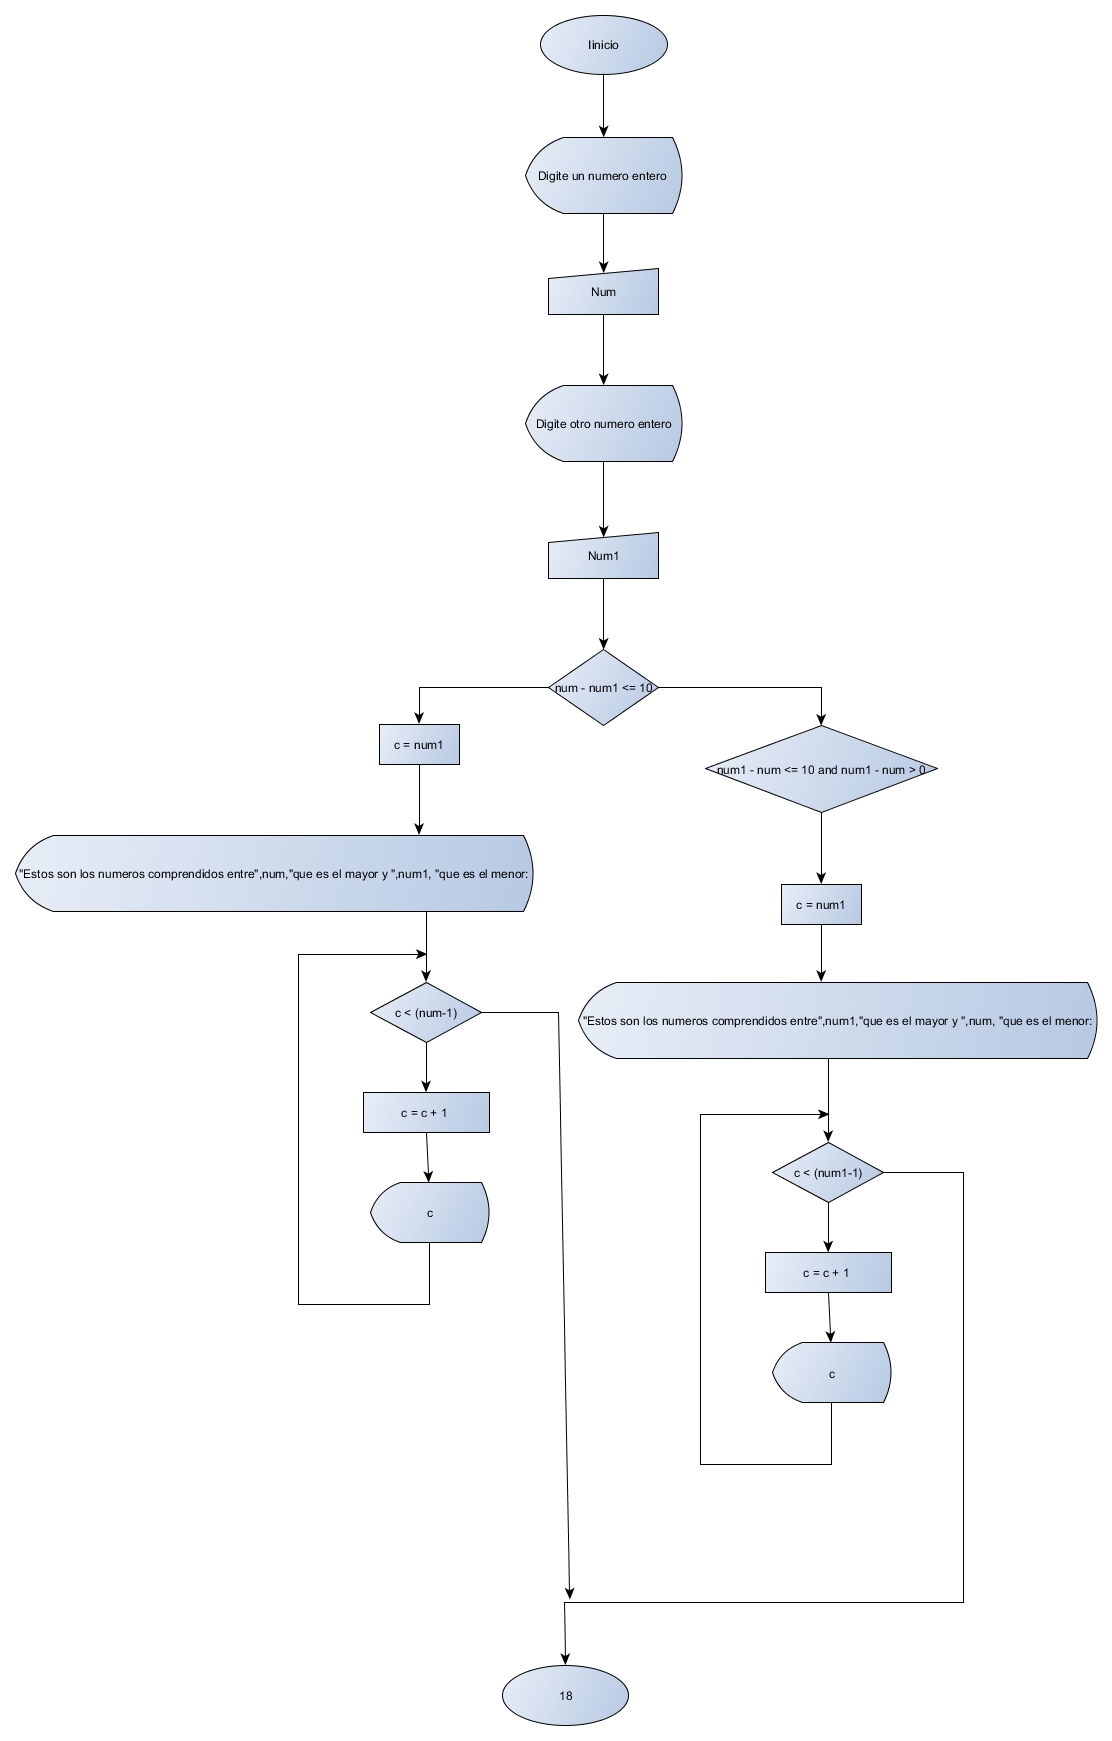 Iinicio
Digite un numero entero
Num
Digite otro numero entero
Num1
num - num1 <= 10
c = num1
num1 - num <= 10 and num1 - num > 0
"Estos son los numeros comprendidos entre",num,"que es el mayor y ",num1, "que es el menor:
c = num1
c < (num-1)
"Estos son los numeros comprendidos entre",num1,"que es el mayor y ",num, "que es el menor:
c = c + 1
c < (num1-1)
c
c = c + 1
c
18